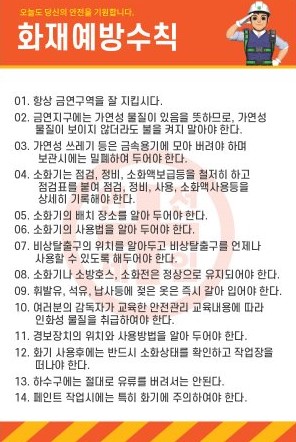 오늘도 당신의 안전을 기원합니다.
화재예방수칙
01. 항상 금연구역을 잘 지킵시다.
02. 금연지구에는 가연성 물질이 있음을 뜻하므로, 가연성
물질이 보이지 않더라도 불을 켜지 말아야 한다.
03. 가연성 쓰레기 등은 금속용기에 모아 버려야 하며
보관시에는 밀폐하여 두어야 한다.
04. 소화기는 점검, 정비, 소화액보급등을 철저히 하고
점검표를 붙여 점검, 정비, 사용, 소화액사용등을
상세히 기록해야 한다.
05. 소화기의 배치 장소를 알아 두어야 한다.
06. 소화기의 사용법을 알아 두어야 한다.
07. 비상탈출구의 위치를 알아두고 비상탈출구를 언제나
사용할 수 있도록 해두어야 한다.
08. 소화기나 소방호스, 소화전은 정상으로 유지되어야 한다.
09. 휘발유, 석유, 납사등에 젖은 옷은 즉시 갈아 입어야 한다.
10. 여러분의 감독자가 교육한 안전관리 교육내용에 따라
인화성 물질을 취급하여야 한다.
11. 경보장치의 위치와 사용방법을 알아 두어야 한다.
12. 화기 사용후에는 반드시 소화상태를 확인하고 작업장을
떠나야 한다.
13. 하수구에는 절대로 유류를 버려서는 안된다.
14. 페인트 작업시에는 특히 화기에 주의하여야 한다.